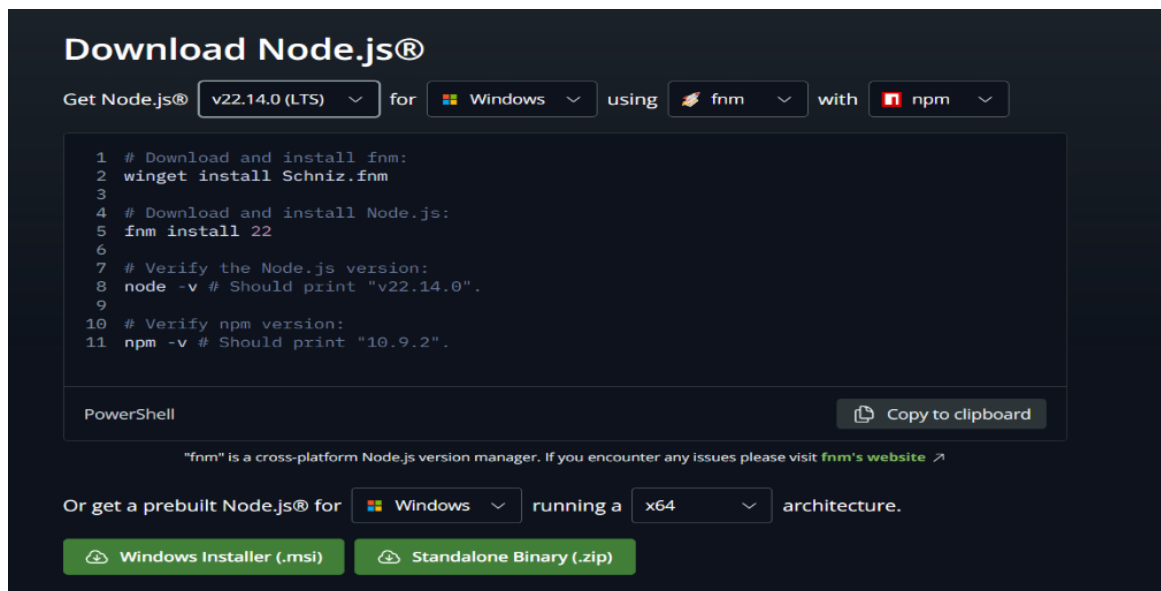 Download Node.js®
Get Node.js® v22.14.0 (LTS) for Windows using fnm with npm
1 # Download and install fnm:
2 winget install Schniz.fnm
3
4 # Download and install Node.js:
5 fnm install 22
6
7 # Verify the Node.js version:
8 node -v # Should print "v22.14.0".
9
10 # Verify npm version:
11 npm -v # Should print "10.9.2".
PowerShell Copy to clipboard
"fnm" is a cross-platform Node.js version manager. If you encounter any issues please visit fnm's website ↗
Or get a prebuilt Node.js® for Windows running a x64 architecture.
Windows Installer (.msi) Standalone Binary (.zip)